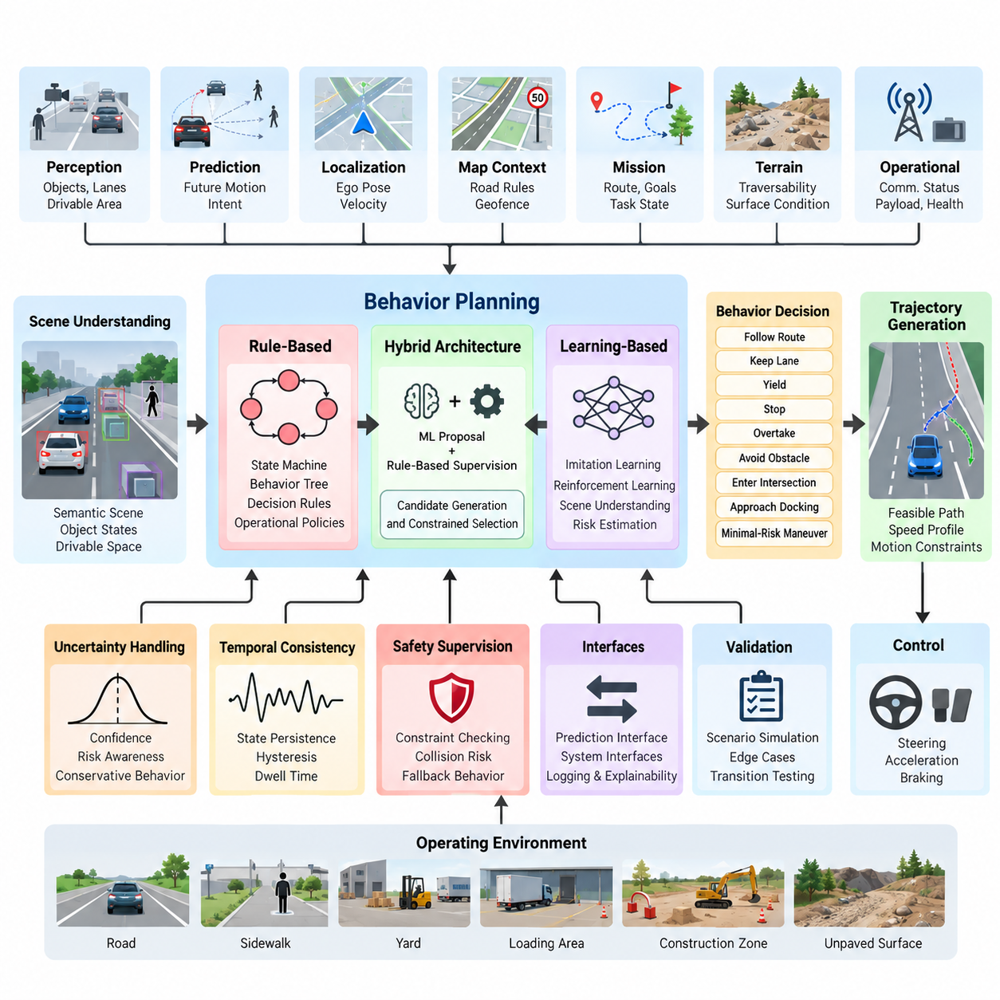 Perception
Objects, Lanes
Drivable Area
Prediction
Future Motion
Intent
Localization
Ego Pose
Velocity
50
Map Context
Road Rules
Geofence
Mission
Route, Goals
Task State
Terrain
Traversability
Surface Condition
Operational
Comm. Status
Payload, Health
Scene Understanding
Semantic Scene
Object States
Drivable Space
Behavior Planning
Rule-Based
State Machine
Behavior Tree
Decision Rules
Operational Policies
Hybrid Architecture
+
ML Proposal
+
Rule-Based Supervision
Candidate Generation
and Constrained Selection
Learning-Based
Imitation Learning
Reinforcement Learning
Scene Understanding
Risk Estimation
Behavior Decision
Follow Route
Keep Lane
Yield
Stop
Overtake
Avoid Obstacle
Enter Intersection
Approach Docking
Minimal-Risk Maneuver
Trajectory
Generation
Feasible Path
Speed Profile
Motion Constraints
Uncertainty Handling
Confidence
Risk Awareness
Conservative Behavior
Temporal Consistency
State Persistence
Hysteresis
Dwell Time
Safety Supervision
Constraint Checking
Collision Risk
Fallback Behavior
Interfaces
Prediction Interface
System Interfaces
Logging & Explainability
Validation
Scenario Simulation
Edge Cases
Transition Testing
Control
Steering
Acceleration
Braking
Operating Environment
Road
Sidewalk
Yard
Loading Area
Construction Zone
Unpaved Surface